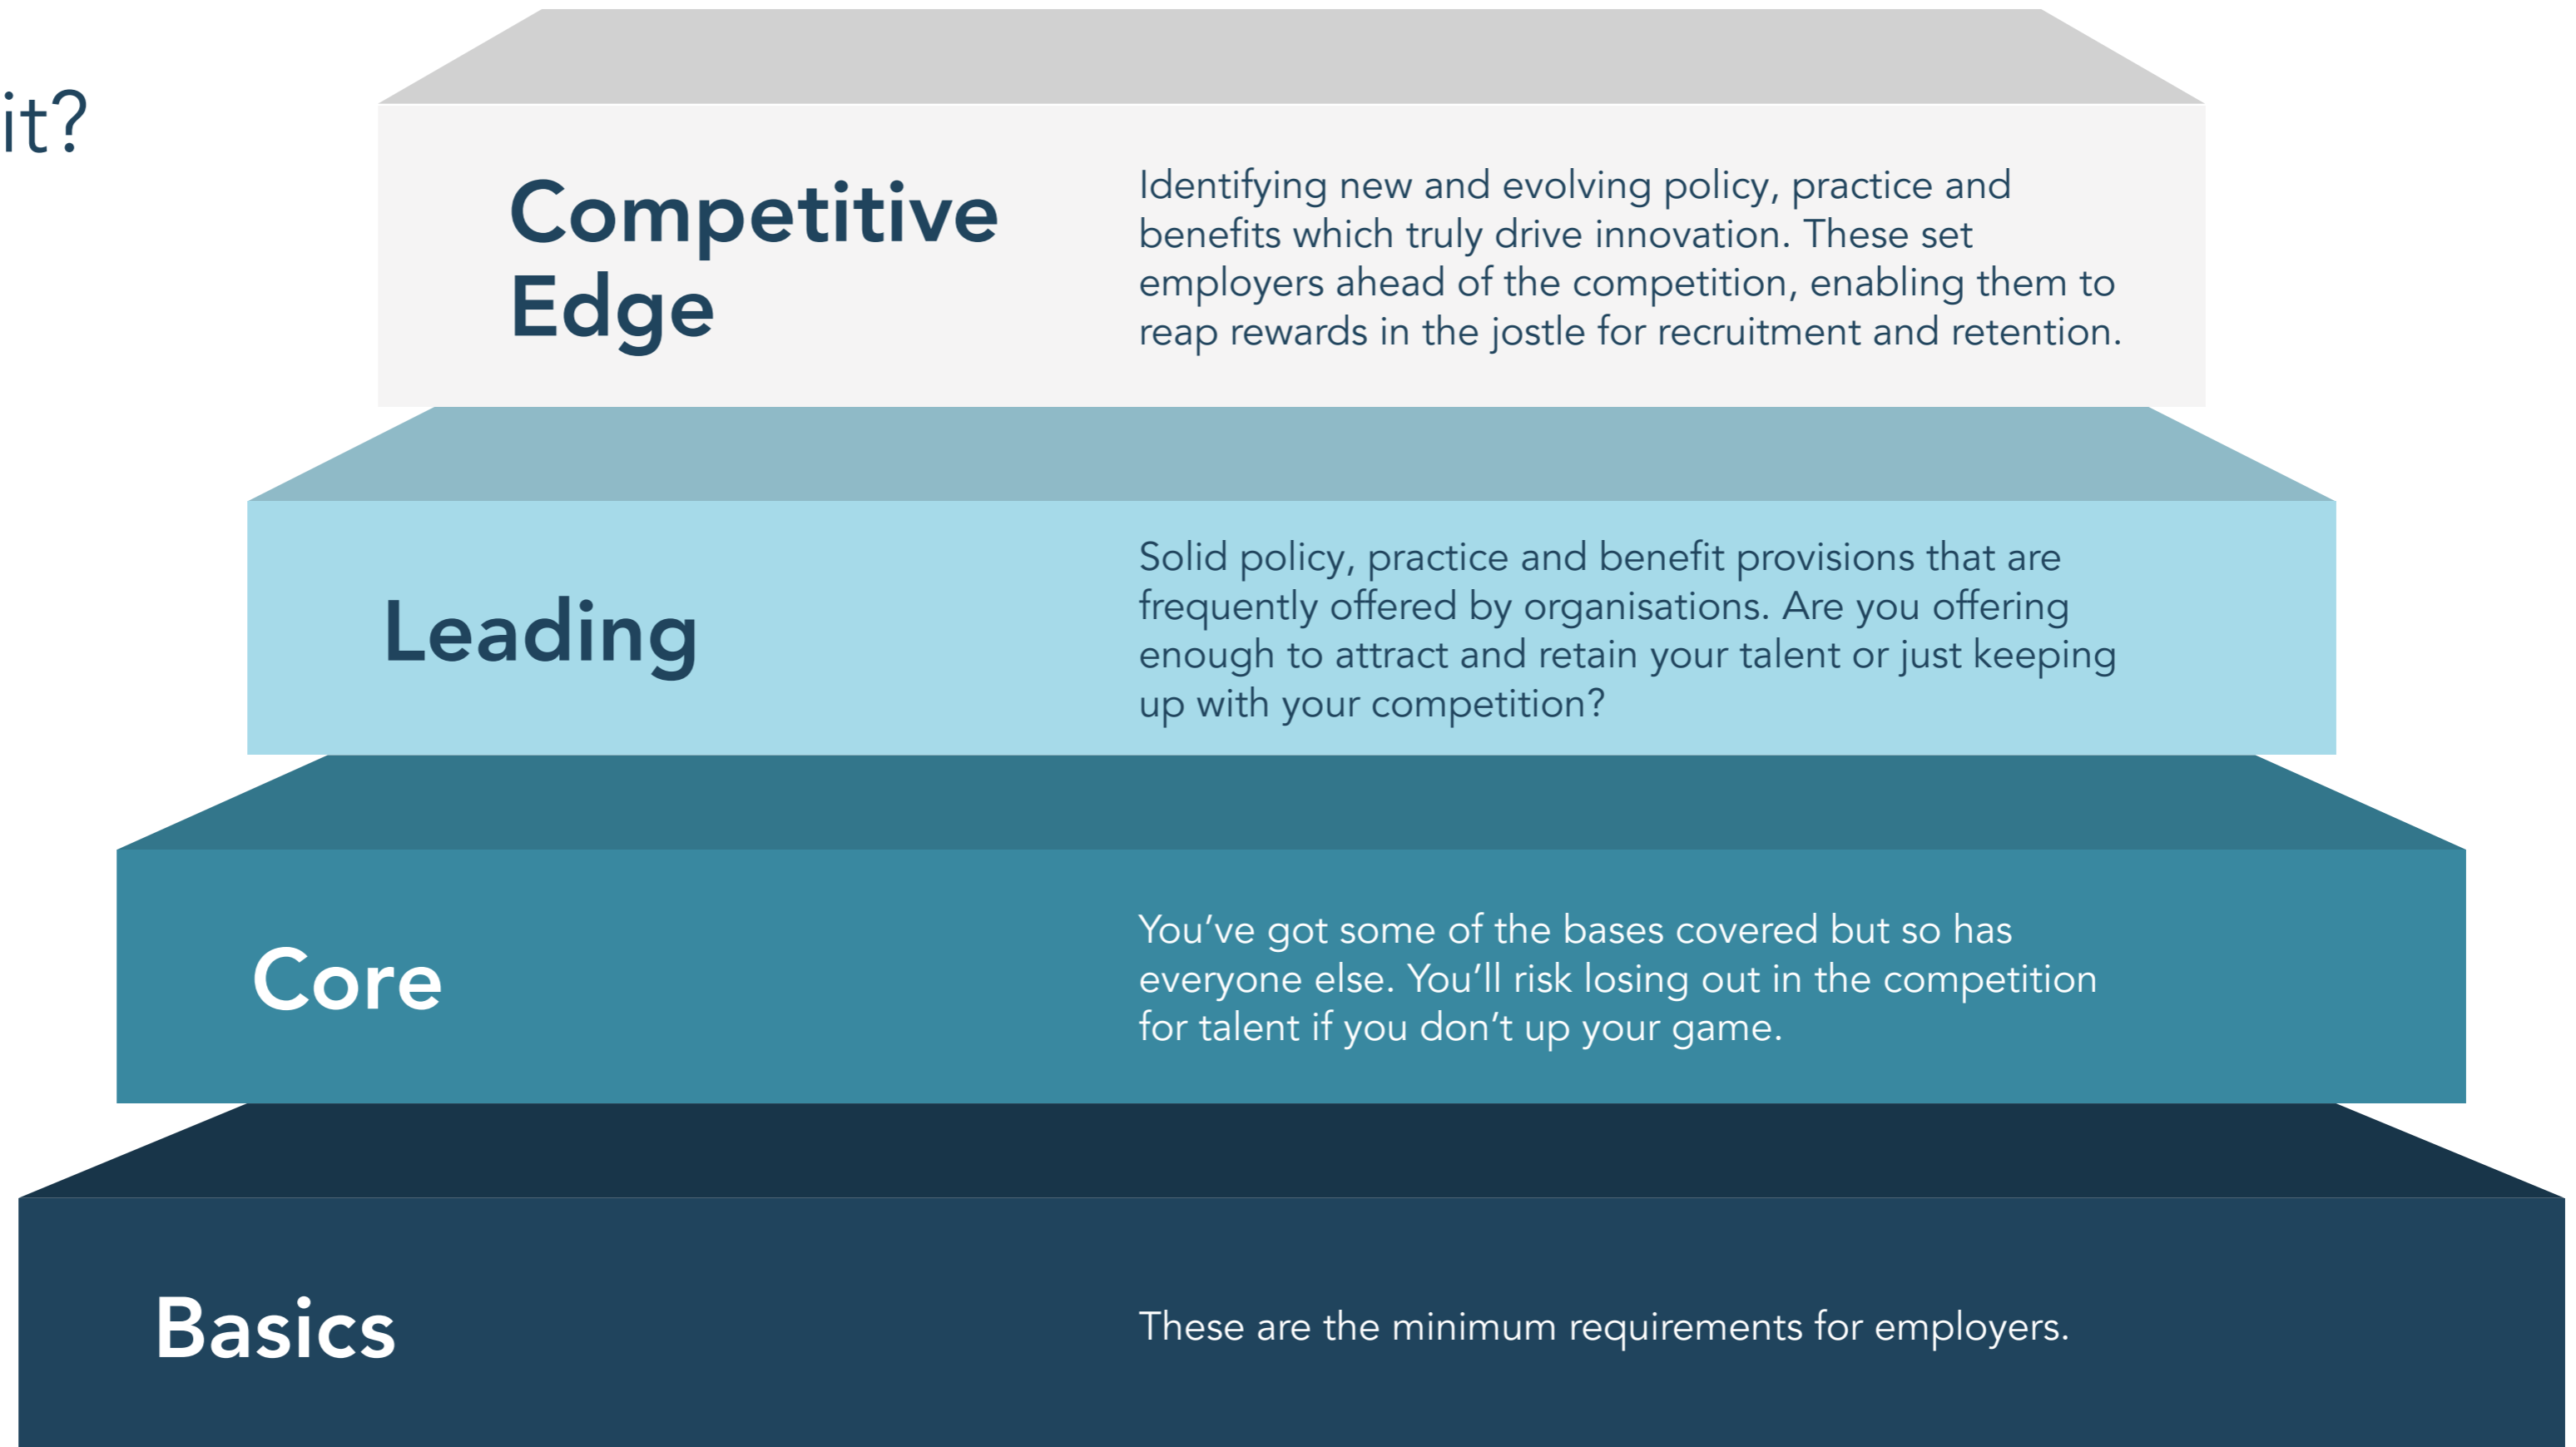 it?
Competitive
Edge
Identifying new and evolving policy, practice and
benefits which truly drive innovation. These set
employers ahead of the competition, enabling them to
reap rewards in the jostle for recruitment and retention.
Leading
Solid policy, practice and benefit provisions that are
frequently offered by organisations. Are you offering
enough to attract and retain your talent or just keeping
up with your competition?
Core
You’ve got some of the bases covered but so has
everyone else. You’ll risk losing out in the competition
for talent if you don’t up your game.
Basics
These are the minimum requirements for employers.